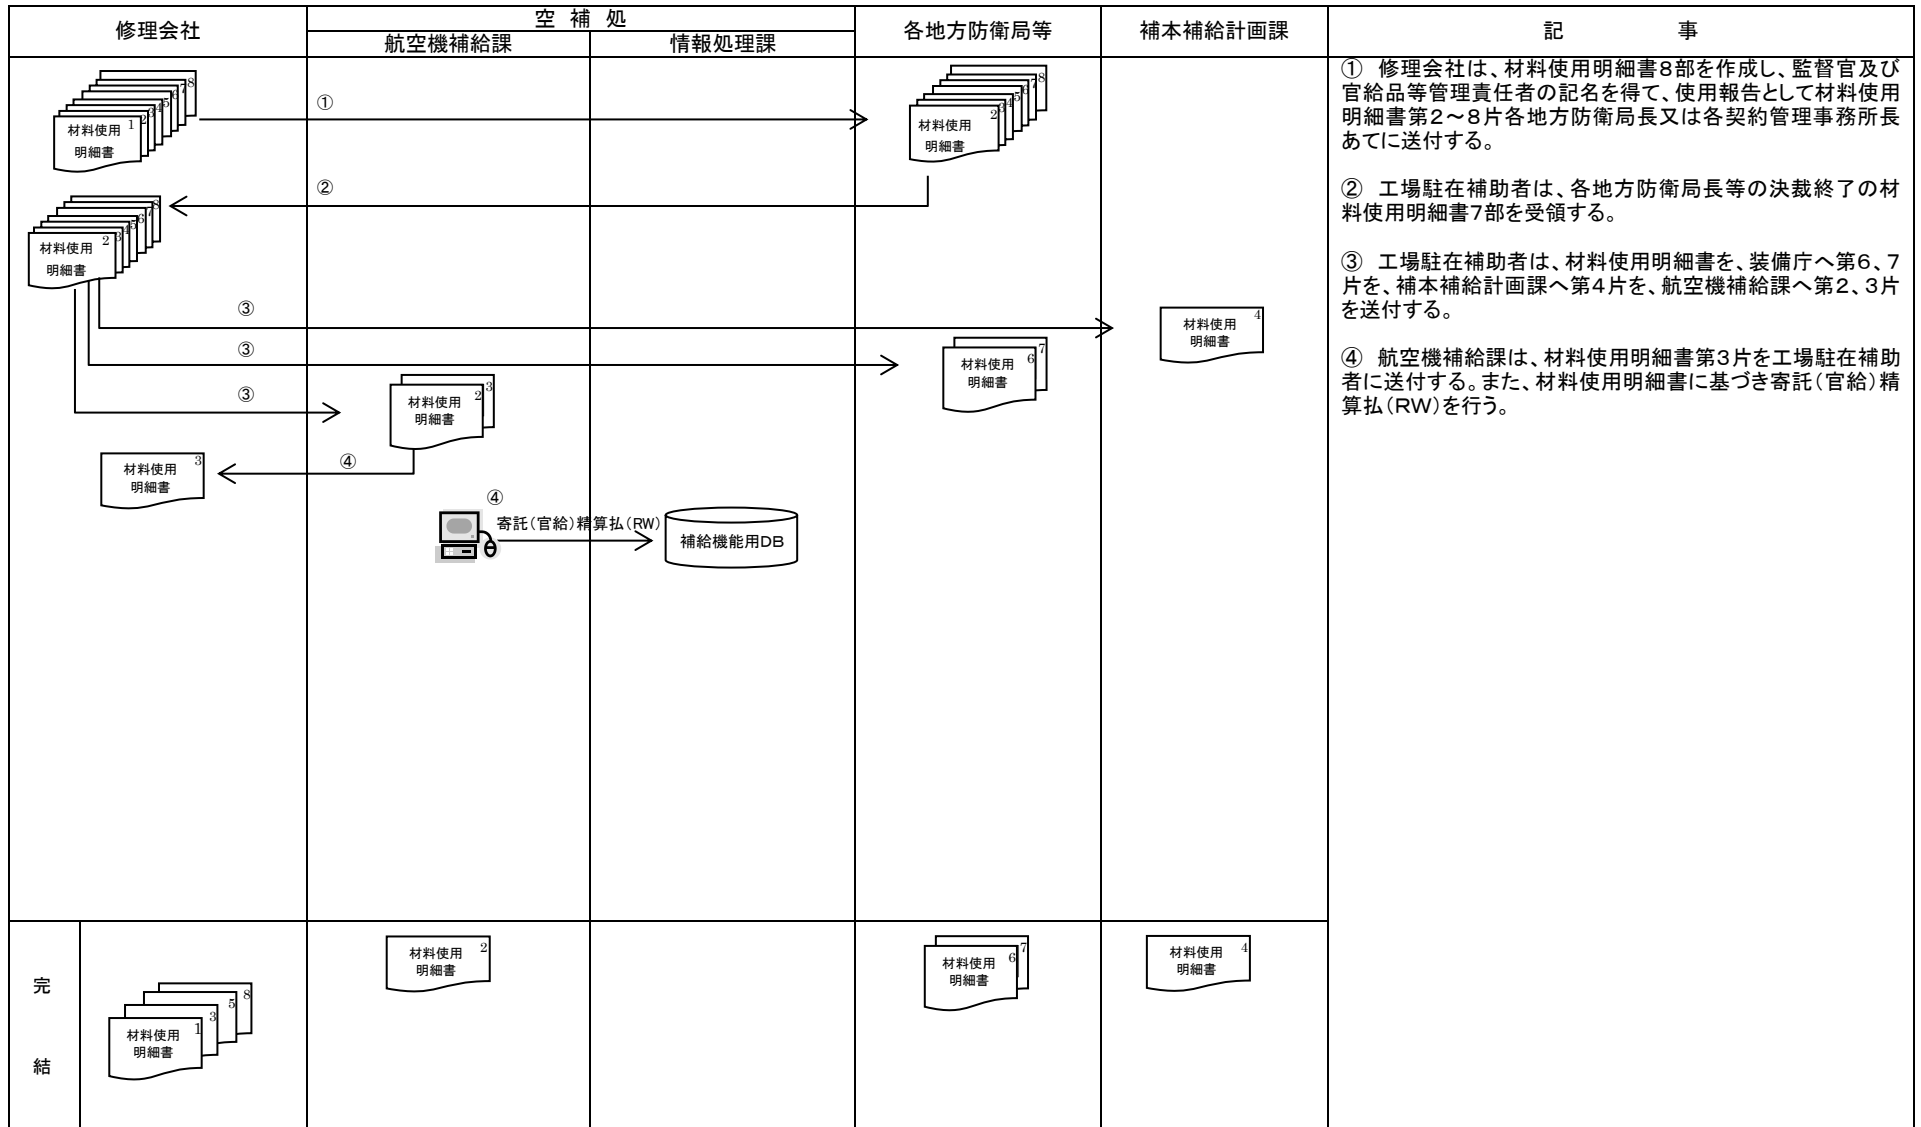 修理会社
空 補 処
航空機補給課
情報処理課
各地方防衛局等
補本補給計画課
記 事
8
7
6
5
4
3
2
1
材料使用
明細書
①
8
7
6
5
4
3
2
材料使用
明細書
②
8
7
6
5
4
3
2
材料使用
明細書
③
4
材料使用
明細書
③
7
6
材料使用
明細書
③
3
2
材料使用
明細書
④
3
材料使用
明細書
④
寄託(官給)精算払(RW)
補給機能用DB
① 修理会社は、材料使用明細書8部を作成し、監督官及び
官給品等管理責任者の記名を得て、使用報告として材料使用
明細書第2～8片各地方防衛局長又は各契約管理事務所長
あてに送付する。
② 工場駐在補助者は、各地方防衛局長等の決裁終了の材
料使用明細書7部を受領する。
③ 工場駐在補助者は、材料使用明細書を、装備庁へ第6、7
片を、補本補給計画課へ第4片を、航空機補給課へ第2、3片
を送付する。
④ 航空機補給課は、材料使用明細書第3片を工場駐在補助
者に送付する。また、材料使用明細書に基づき寄託(官給)精
算払(RW)を行う。
完
結
8
5
3
1
材料使用
明細書
2
材料使用
明細書
7
6
材料使用
明細書
4
材料使用
明細書